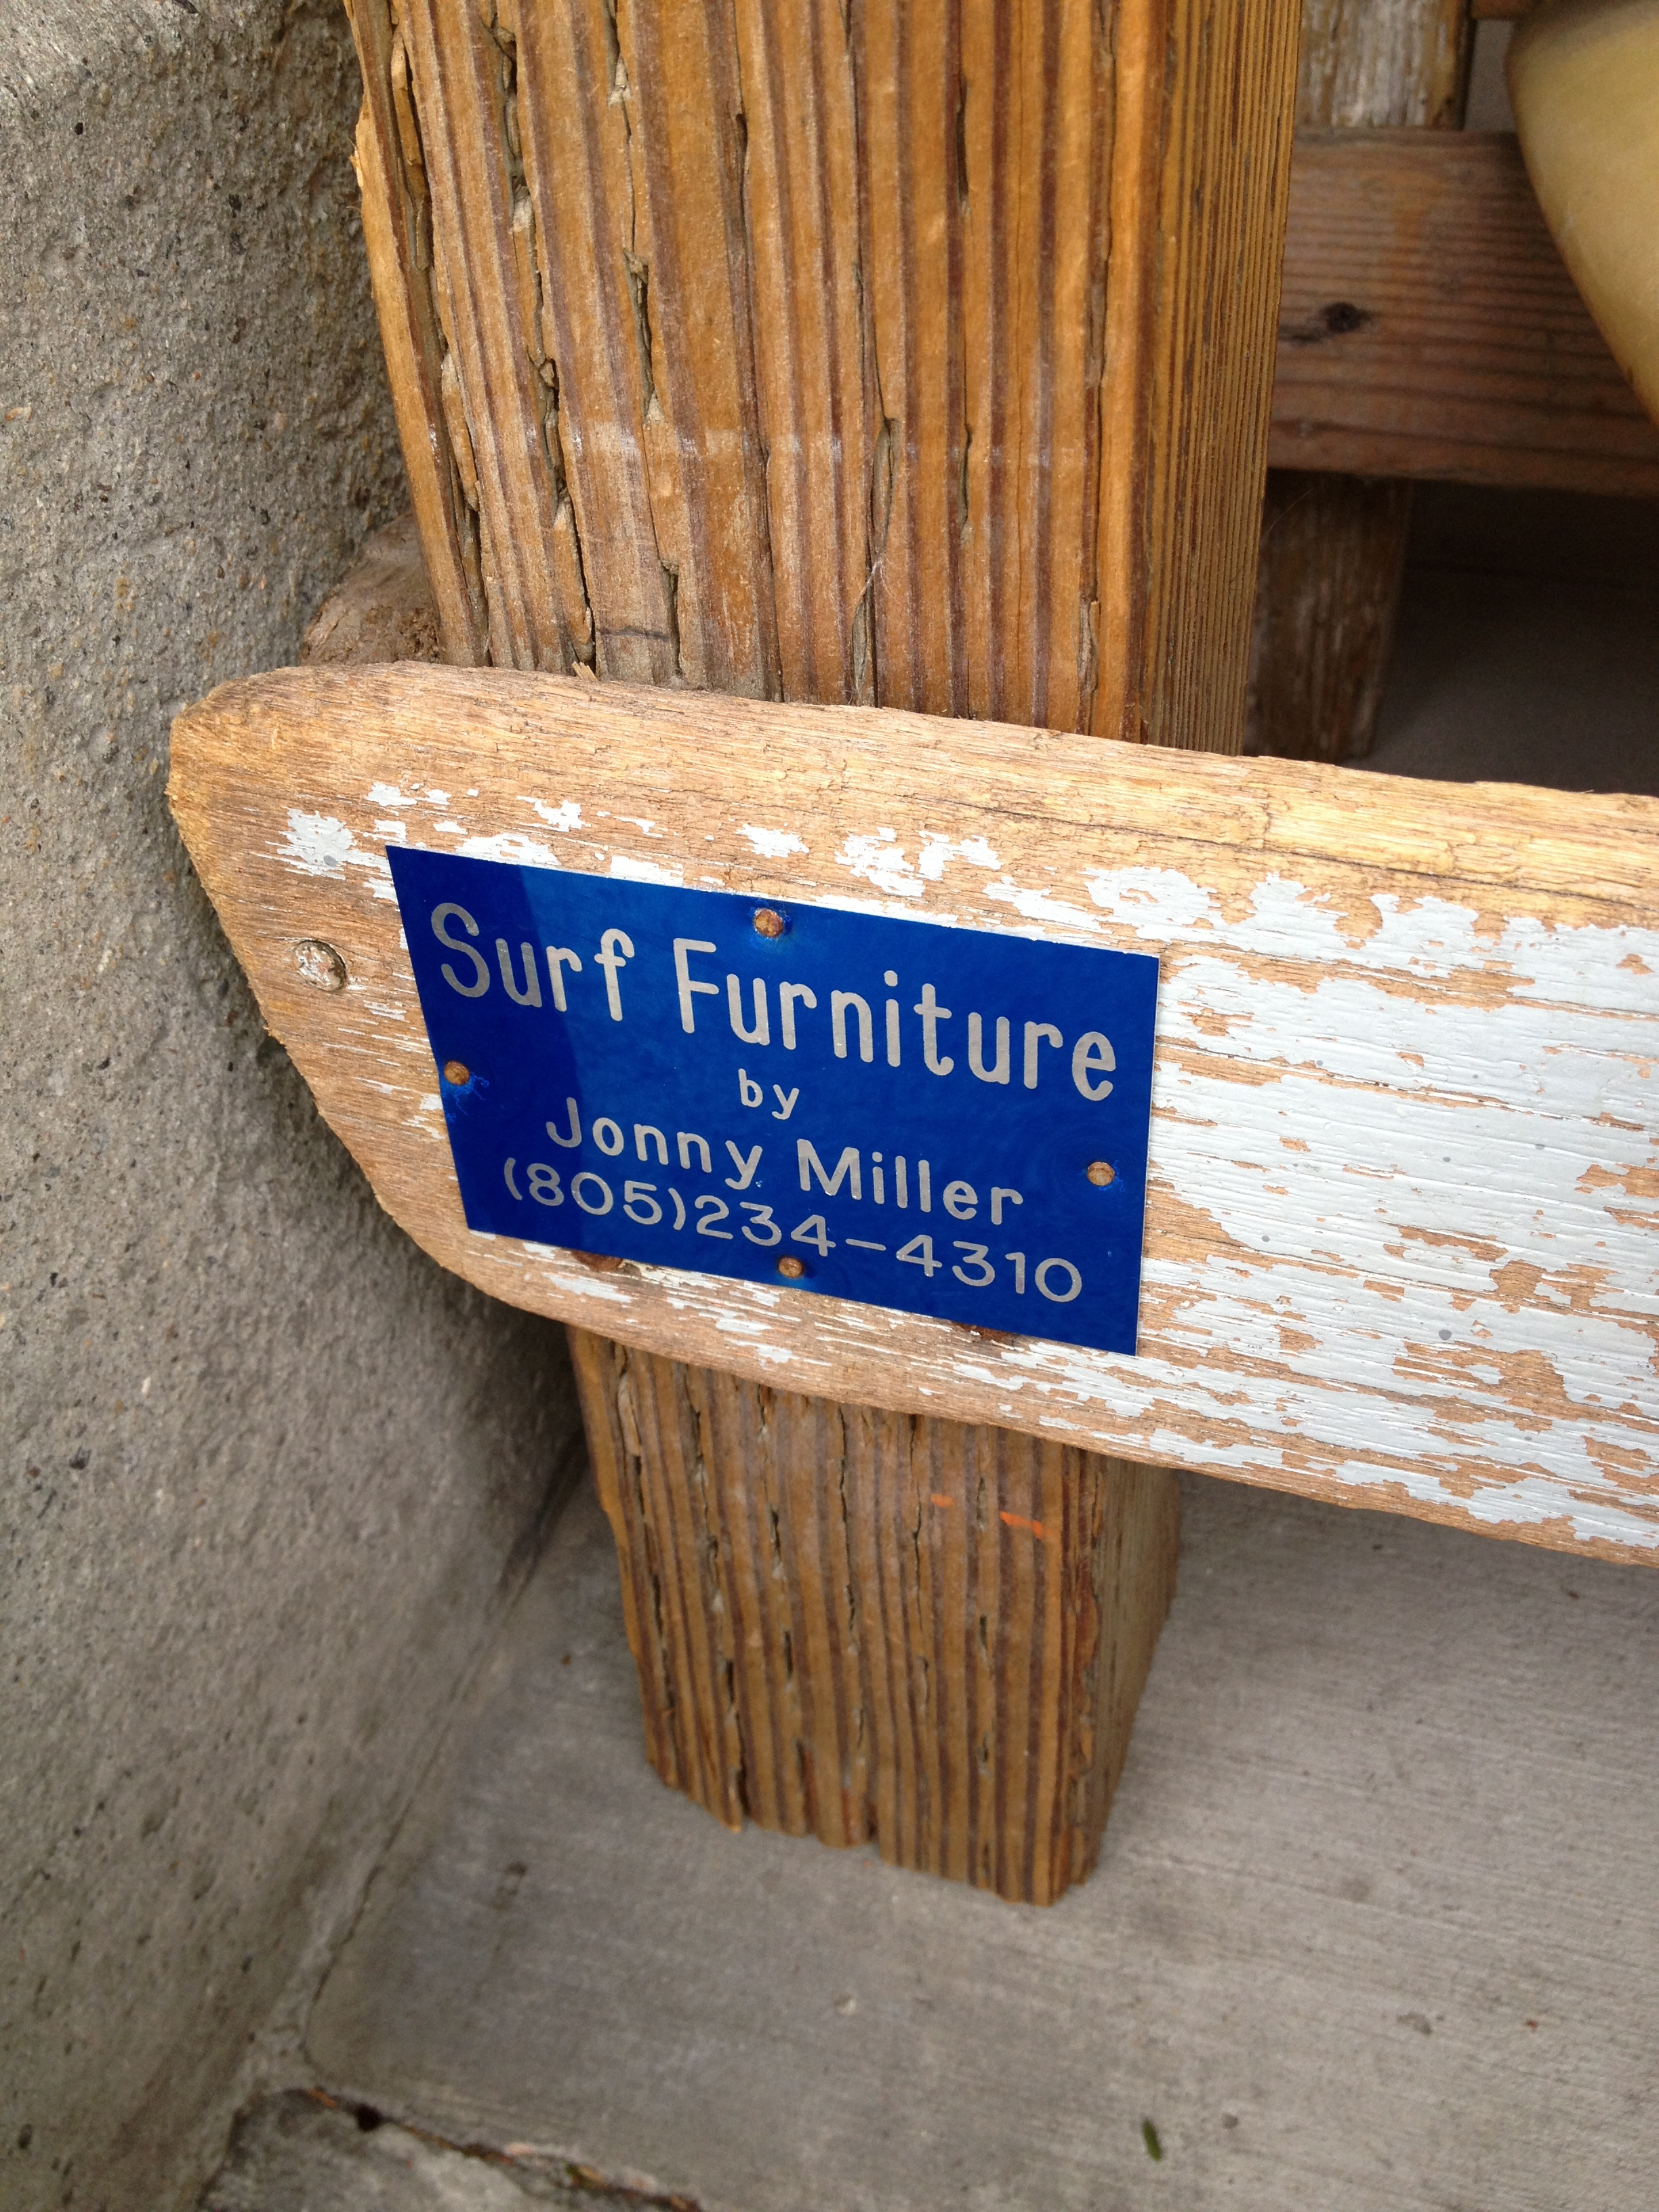 Surf Furniture
by
Jonny Miller
(805)234-4310